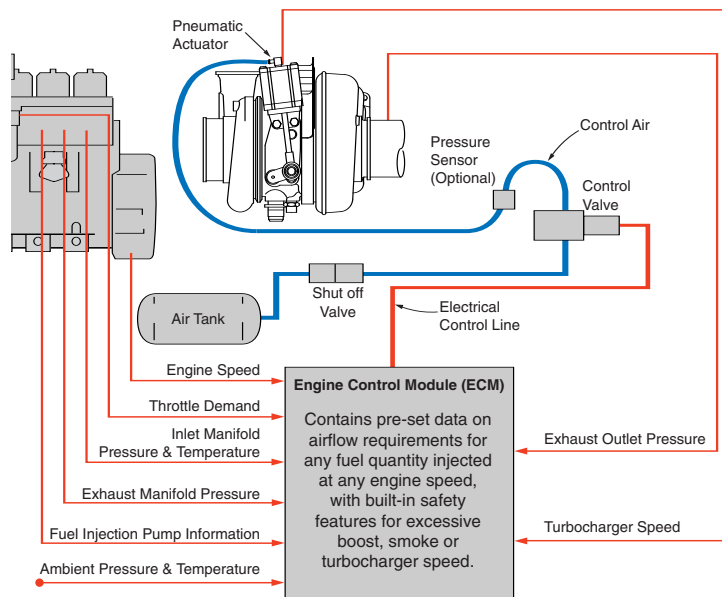 Pneumatic
Actuator
Pressure
Sensor
(Optional)
Control Air
Control
Valve
Air Tank
Shut off
Valve
Electrical
Control Line
Engine Speed
Throttle Demand
Inlet Manifold
Pressure & Temperature
Exhaust Manifold Pressure
Fuel Injection Pump Information
Ambient Pressure & Temperature
Engine Control Module (ECM)
Contains pre-set data on
airflow requirements for
any fuel quantity injected
at any engine speed,
with built-in safety
features for excessive
boost, smoke or
turbocharger speed.
Exhaust Outlet Pressure
Turbocharger Speed